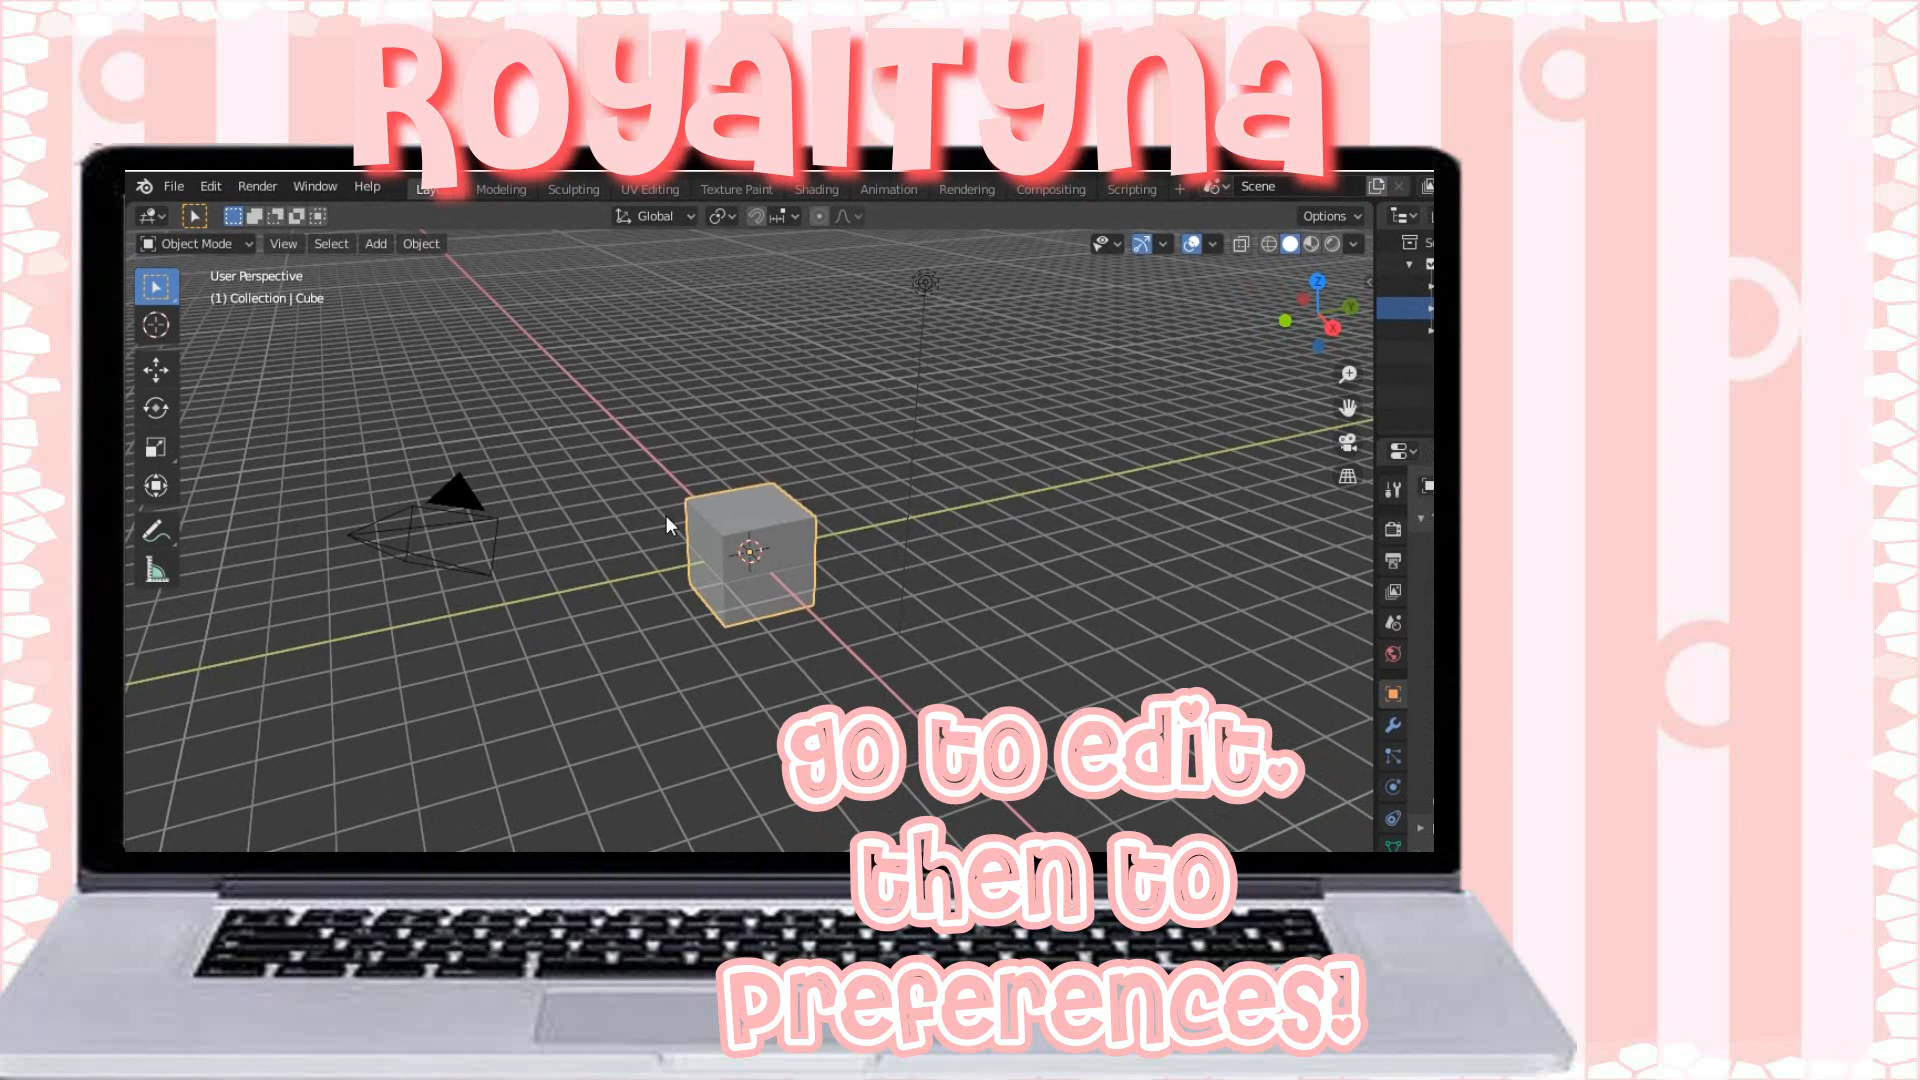 Royaltyna
File Edit Render Window Help Modeling Sculpting UV Editing Texture Paint Shading Animation Rendering Compositing Scripting + Scene
Global Options
Object Mode View Select Add Object
User Perspective
(1) Collection | Cube
Z
Y
X
go to edit.
then to
preferences!